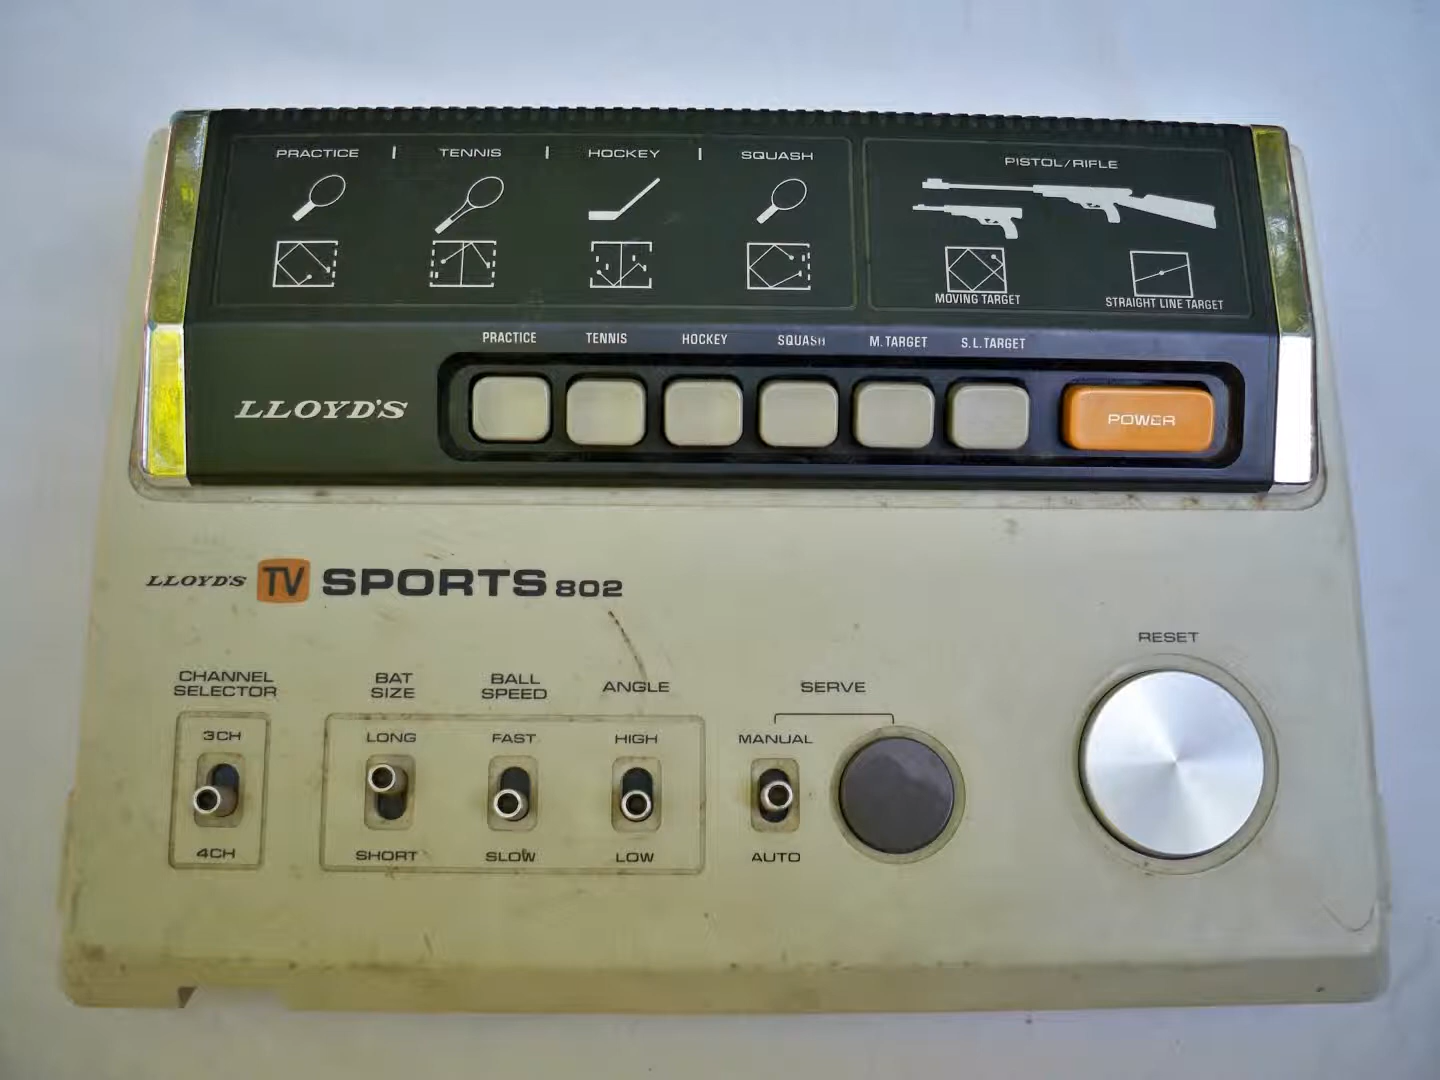 PRACTICE
TENNIS
HOCKEY
SQUASH
PISTOL/RIFLE
MOVING TARGET
STRAIGHT LINE TARGET
PRACTICE
TENNIS
HOCKEY
SQUASH
M.TARGET
S.L.TARGET
LLOYD'S
POWER
LLOYD'S TV SPORTS 802
RESET
CHANNEL
SELECTOR
BAT
SIZE
BALL
SPEED
ANGLE
SERVE
3CH
LONG
FAST
HIGH
MANUAL
4CH
SHORT
SLOW
LOW
AUTO